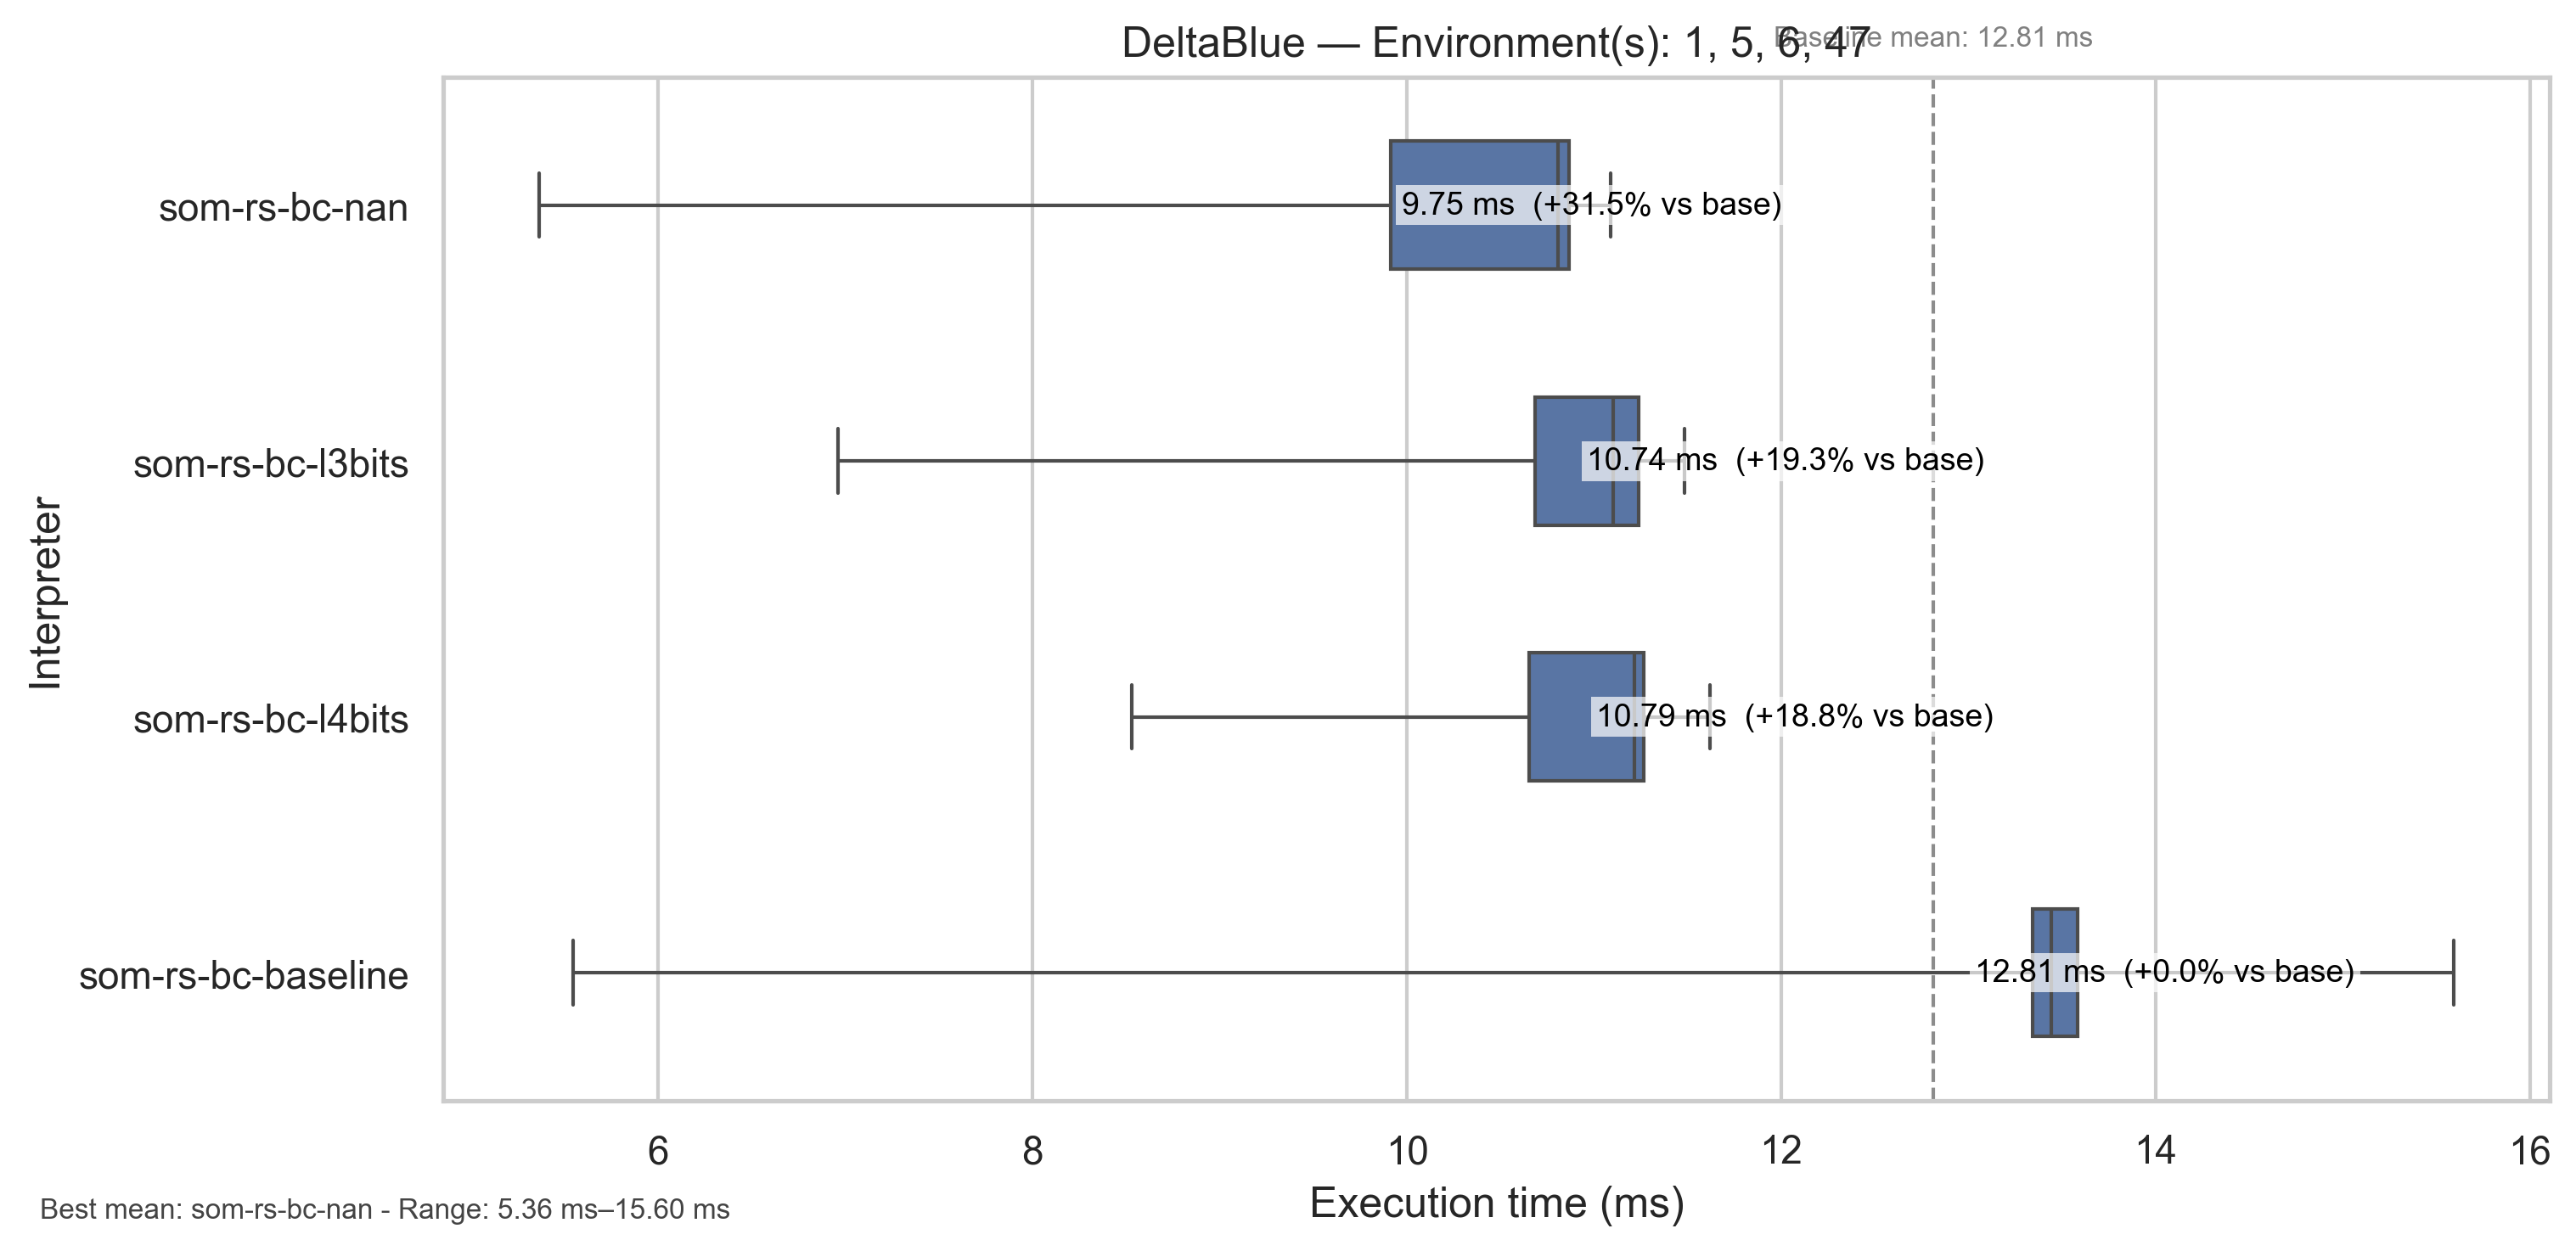 DeltaBlue — Environment(s): 1, 5, 6, 47
Baseline mean: 12.81 ms
Interpreter
som-rs-bc-nan
9.75 ms (+31.5% vs base)
som-rs-bc-l3bits
10.74 ms (+19.3% vs base)
som-rs-bc-l4bits
10.79 ms (+18.8% vs base)
som-rs-bc-baseline
12.81 ms (+0.0% vs base)
6 8 10 12 14 16
Execution time (ms)
Best mean: som-rs-bc-nan - Range: 5.36 ms–15.60 ms